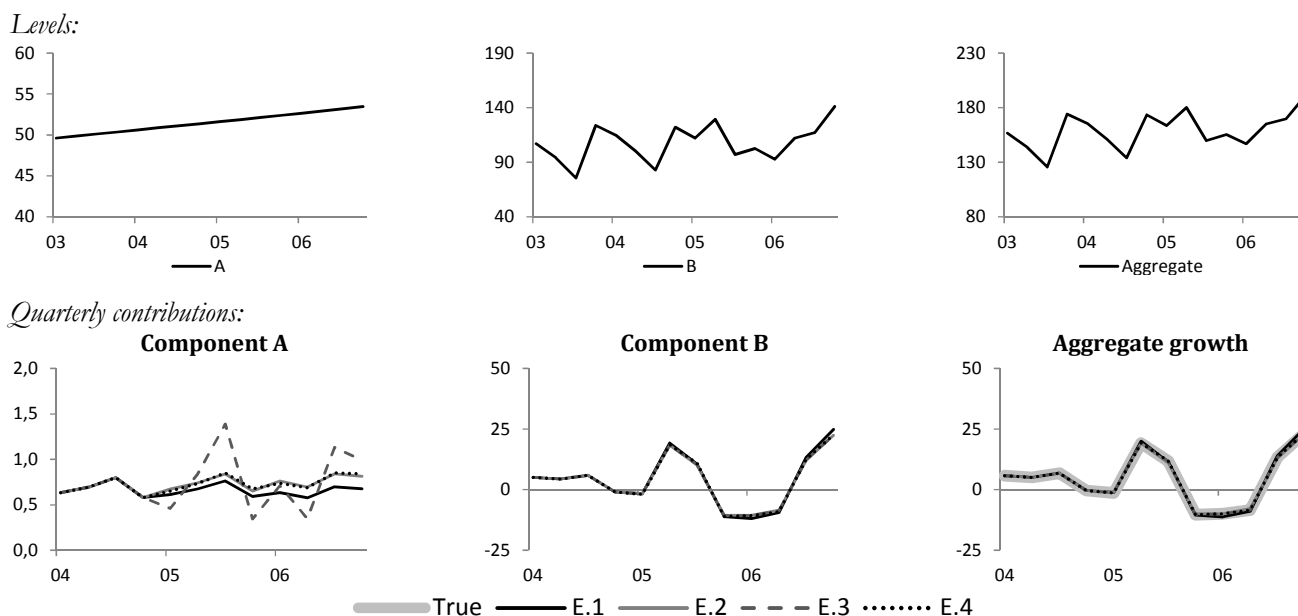 Levels:
60
55
50
45
40
03 04 05 06
A
190
140
90
40
03 04 05 06
B
230
180
130
80
03 04 05 06
Aggregate
Quarterly contributions:
Component A
2,0
1,5
1,0
0,5
0,0
04 05 06
Component B
50
25
0
-25
04 05 06
Aggregate growth
50
25
0
-25
04 05 06
True E.1 E.2 E.3 E.4